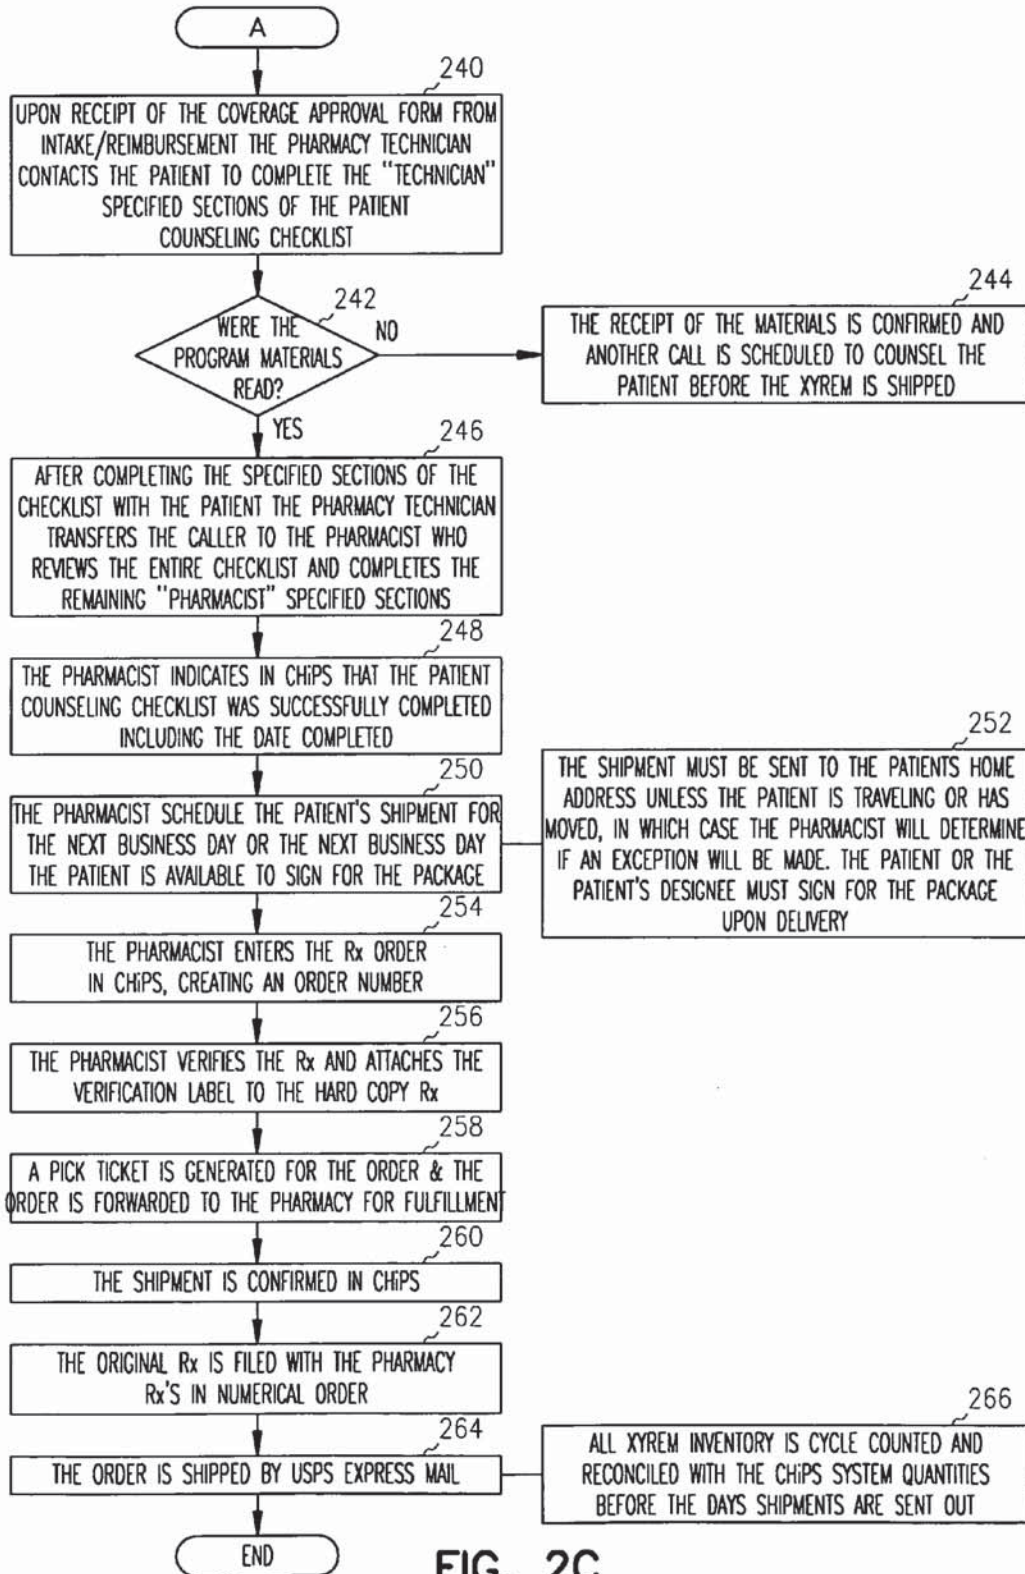 A
240
UPON RECEIPT OF THE COVERAGE APPROVAL FORM FROM
INTAKE/REIMBURSEMENT THE PHARMACY TECHNICIAN
CONTACTS THE PATIENT TO COMPLETE THE "TECHNICIAN"
SPECIFIED SECTIONS OF THE PATIENT
COUNSELING CHECKLIST
242
WERE THE
PROGRAM MATERIALS
READ?
NO
YES
244
THE RECEIPT OF THE MATERIALS IS CONFIRMED AND
ANOTHER CALL IS SCHEDULED TO COUNSEL THE
PATIENT BEFORE THE XYREM IS SHIPPED
246
AFTER COMPLETING THE SPECIFIED SECTIONS OF THE
CHECKLIST WITH THE PATIENT THE PHARMACY TECHNICIAN
TRANSFERS THE CALLER TO THE PHARMACIST WHO
REVIEWS THE ENTIRE CHECKLIST AND COMPLETES THE
REMAINING "PHARMACIST" SPECIFIED SECTIONS
248
THE PHARMACIST INDICATES IN CHiPS THAT THE PATIENT
COUNSELING CHECKLIST WAS SUCCESSFULLY COMPLETED
INCLUDING THE DATE COMPLETED
250
THE PHARMACIST SCHEDULE THE PATIENT'S SHIPMENT FOR
THE NEXT BUSINESS DAY OR THE NEXT BUSINESS DAY
THE PATIENT IS AVAILABLE TO SIGN FOR THE PACKAGE
252
THE SHIPMENT MUST BE SENT TO THE PATIENTS HOME
ADDRESS UNLESS THE PATIENT IS TRAVELING OR HAS
MOVED, IN WHICH CASE THE PHARMACIST WILL DETERMINE
IF AN EXCEPTION WILL BE MADE. THE PATIENT OR THE
PATIENT'S DESIGNEE MUST SIGN FOR THE PACKAGE
UPON DELIVERY
254
THE PHARMACIST ENTERS THE Rx ORDER
IN CHiPS, CREATING AN ORDER NUMBER
256
THE PHARMACIST VERIFIES THE Rx AND ATTACHES THE
VERIFICATION LABEL TO THE HARD COPY Rx
258
A PICK TICKET IS GENERATED FOR THE ORDER & THE
ORDER IS FORWARDED TO THE PHARMACY FOR FULFILLMENT
260
THE SHIPMENT IS CONFIRMED IN CHiPS
262
THE ORIGINAL Rx IS FILED WITH THE PHARMACY
Rx'S IN NUMERICAL ORDER
264
THE ORDER IS SHIPPED BY USPS EXPRESS MAIL
266
ALL XYREM INVENTORY IS CYCLE COUNTED AND
RECONCILED WITH THE CHiPS SYSTEM QUANTITIES
BEFORE THE DAYS SHIPMENTS ARE SENT OUT
END
FIG. 2C